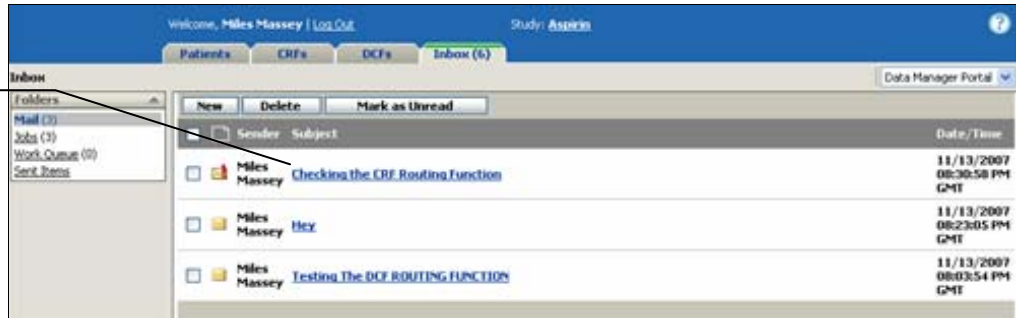 Welcome, Miles Massey | Log Out Study: Aspirin ?
Patients CRFs DCFs Inbox (6)
Inbox Data Manager Portal
Folders New Delete Mark as Unread
Mail (3)
Jobs (3) Sender Subject Date/Time
Work Queue (0)
Sent Items
Miles Massey Checking the CRF Routing Function 11/13/2007
08:30:58 PM
GMT
Miles Massey Hey 11/13/2007
08:23:05 PM
GMT
Miles Massey Testing The DCF ROUTING FUNCTION 11/13/2007
08:03:54 PM
GMT